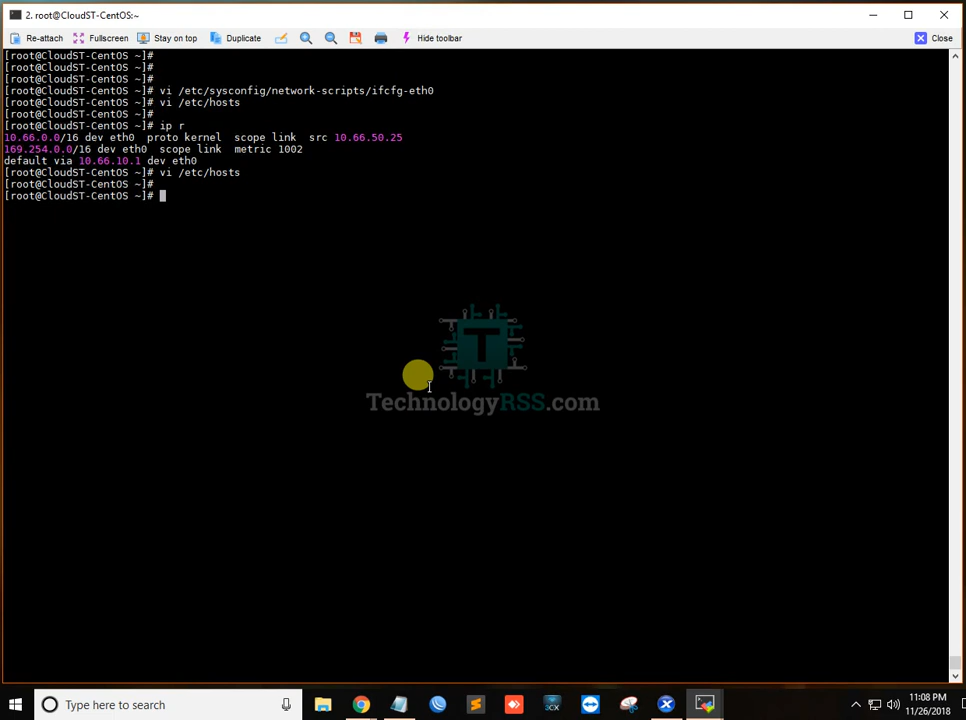 2. root@CloudST-CentOS:~
Re-attach Fullscreen Stay on top Duplicate Hide toolbar Close
[root@CloudST-CentOS ~]#
[root@CloudST-CentOS ~]#
[root@CloudST-CentOS ~]#
[root@CloudST-CentOS ~]# vi /etc/sysconfig/network-scripts/ifcfg-eth0
[root@CloudST-CentOS ~]# vi /etc/hosts
[root@CloudST-CentOS ~]#
[root@CloudST-CentOS ~]# ip r
10.66.0.0/16 dev eth0  proto kernel  scope link  src 10.66.50.25
169.254.0.0/16 dev eth0  scope link  metric 1002
default via 10.66.10.1 dev eth0
[root@CloudST-CentOS ~]# vi /etc/hosts
[root@CloudST-CentOS ~]#
[root@CloudST-CentOS ~]#
T
TechnologyRSS.com
Type here to search
3CX
11:08 PM
11/26/2018